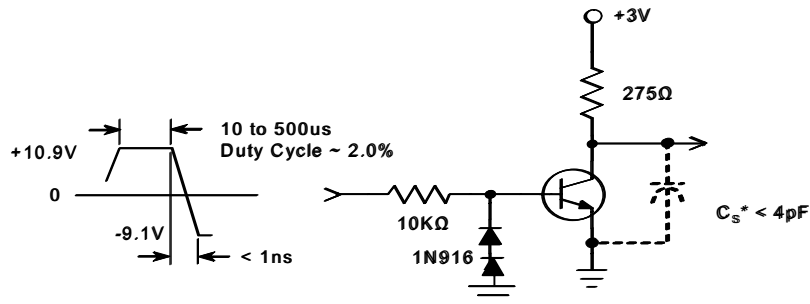 +3V
275Ω
10 to 500us
Duty Cycle ~ 2.0%
+10.9V
0
-9.1V
< 1ns
10KΩ
1N916
Cs* < 4pF